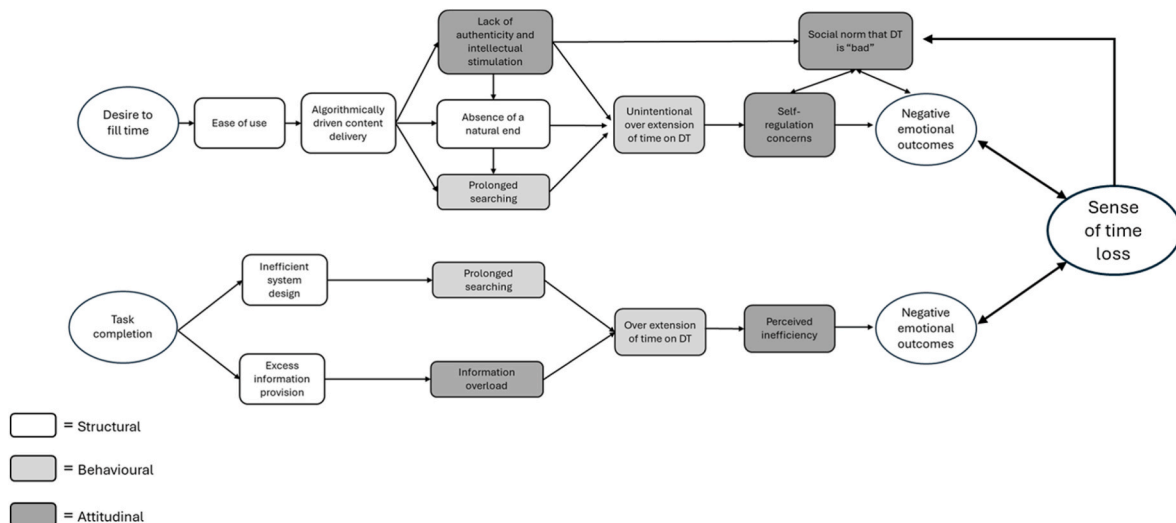 Lack of
authenticity and
intellectual
stimulation
Social norm that DT
is “bad”
Desire to
fill time
Ease of use
Algorithmically
driven content
delivery
Absence of a
natural end
Unintentional
over extension
of time on DT
Self-
regulation
concerns
Negative
emotional
outcomes
Prolonged
searching
Sense
of time
loss
Task
completion
Inefficient
system
design
Prolonged
searching
Excess
information
provision
Information
overload
Over extension
of time on DT
Perceived
inefficiency
Negative
emotional
outcomes
= Structural
= Behavioural
= Attitudinal